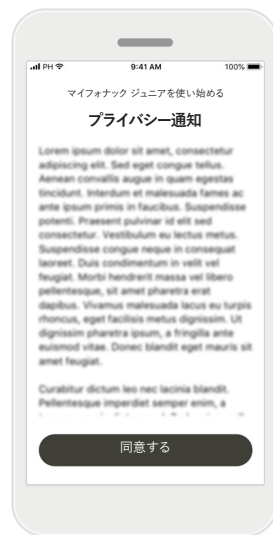 PH
9:41 AM
100%
マイフォナック ジュニアを使い始める
プライバシー通知
Lorem ipsum dolor sit amet, consectetur
adipiscing elit. Sed eget congue tellus.
Aenean convallis augue in quam egestas
tincidunt. Interdum et malesuada fames ac
ante ipsum primis in faucibus. Suspendisse
potenti. Praesent pulvinar id elit sed
consectetur. Vestibulum eu lectus metus.
Suspendisse congue neque in consequat
laoreet. Duis condimentum in velit vel
feugiat. Morbi hendrerit massa vel libero
pellentesque, sit amet pharetra erat
dapibus. Vivamus malesuada lacus eu turpis
rhoncus, eget facilisis metus dignissim. Ut
dignissim pharetra ipsum, a fringilla ante
euismod vitae. Donec blandit eget mauris sit
amet feugiat.
Curabitur dictum leo nec lacinia blandit.
Pellentesque imperdiet semper enim, a
同意する